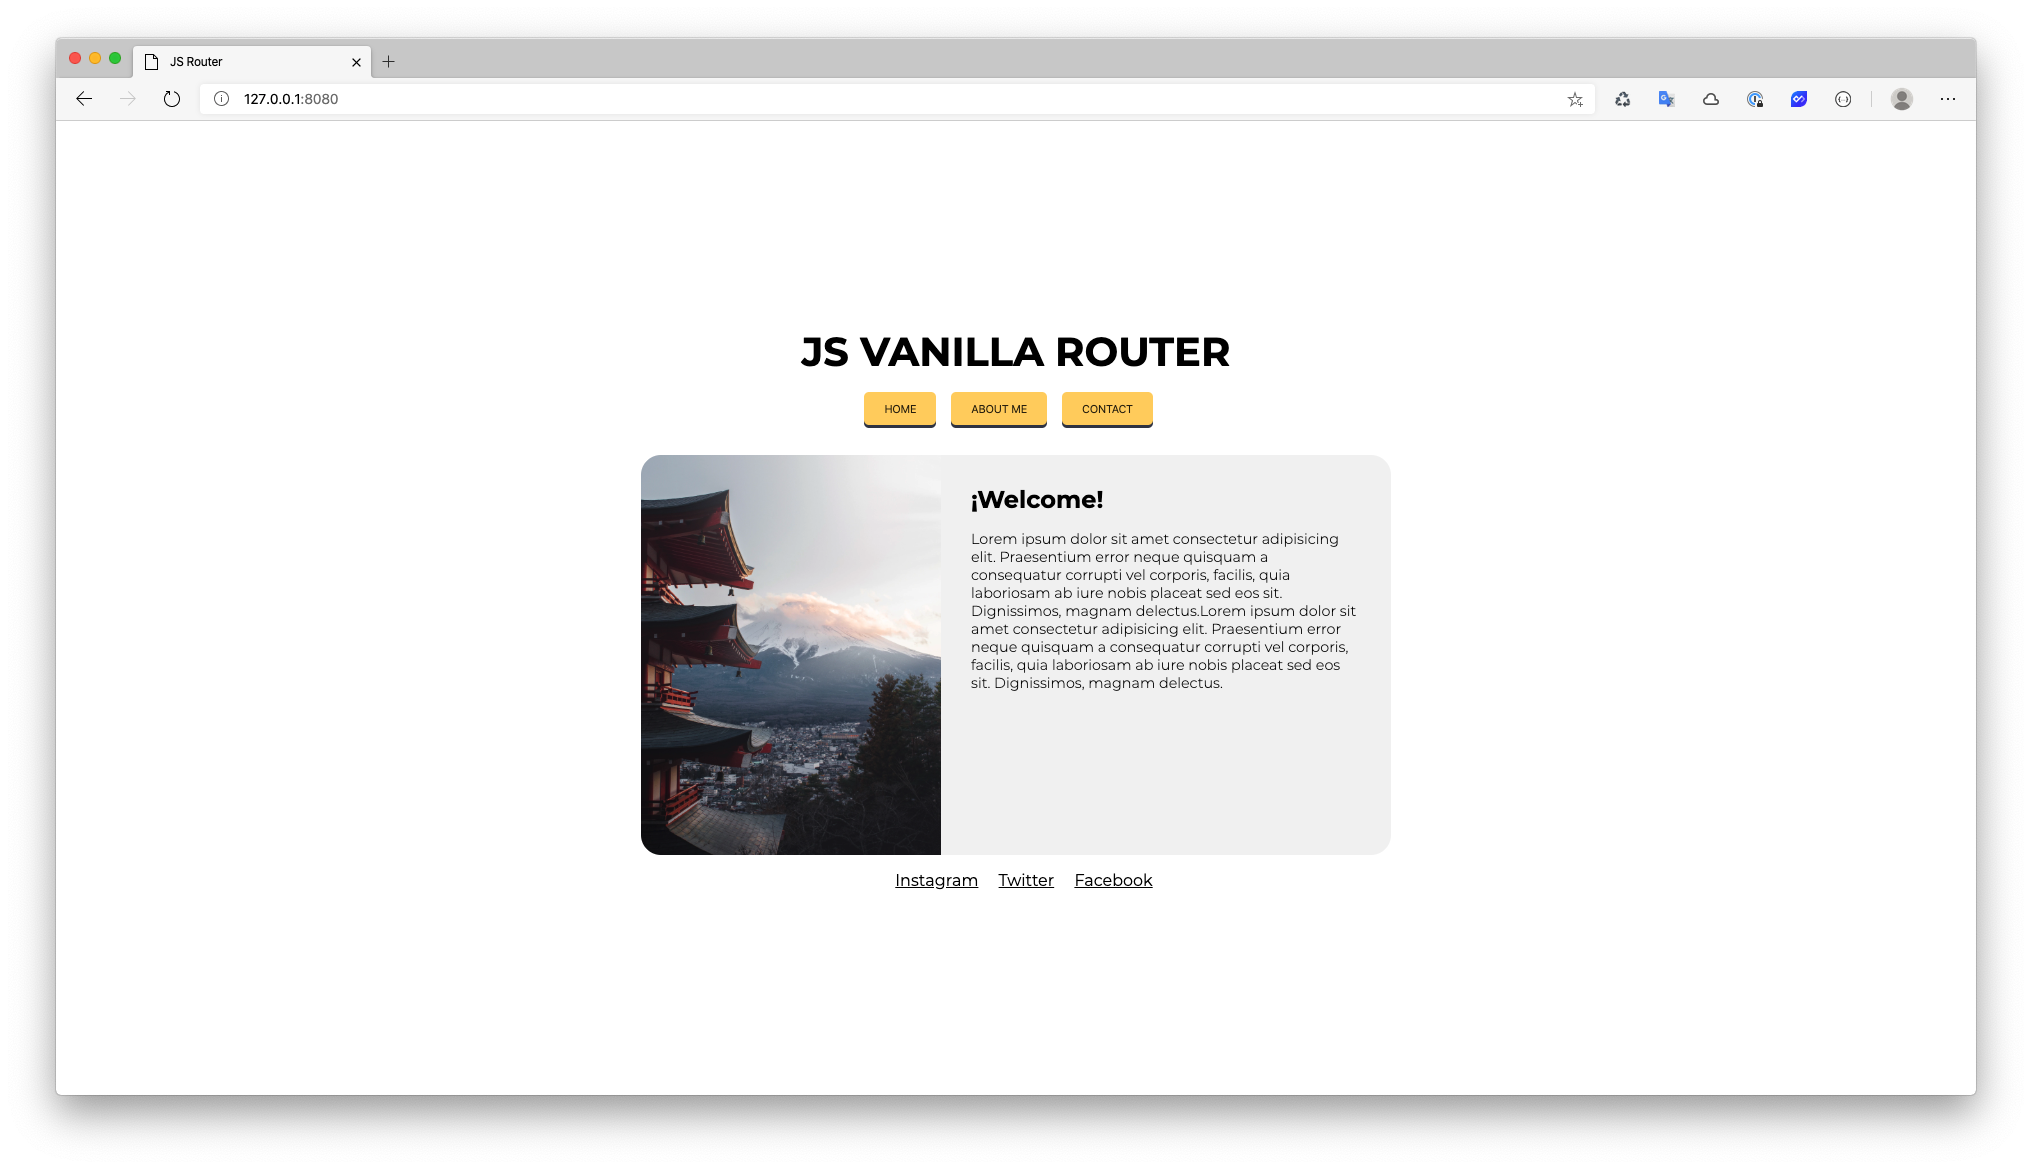 JS Router
127.0.0.1:8080
JS VANILLA ROUTER
HOME ABOUT ME CONTACT
¡Welcome!
Lorem ipsum dolor sit amet consectetur adipisicing
elit. Praesentium error neque quisquam a
consequatur corrupti vel corporis, facilis, quia
laboriosam ab iure nobis placeat sed eos sit.
Dignissimos, magnam delectus.Lorem ipsum dolor sit
amet consectetur adipisicing elit. Praesentium error
neque quisquam a consequatur corrupti vel corporis,
facilis, quia laboriosam ab iure nobis placeat sed eos
sit. Dignissimos, magnam delectus.
Instagram Twitter Facebook